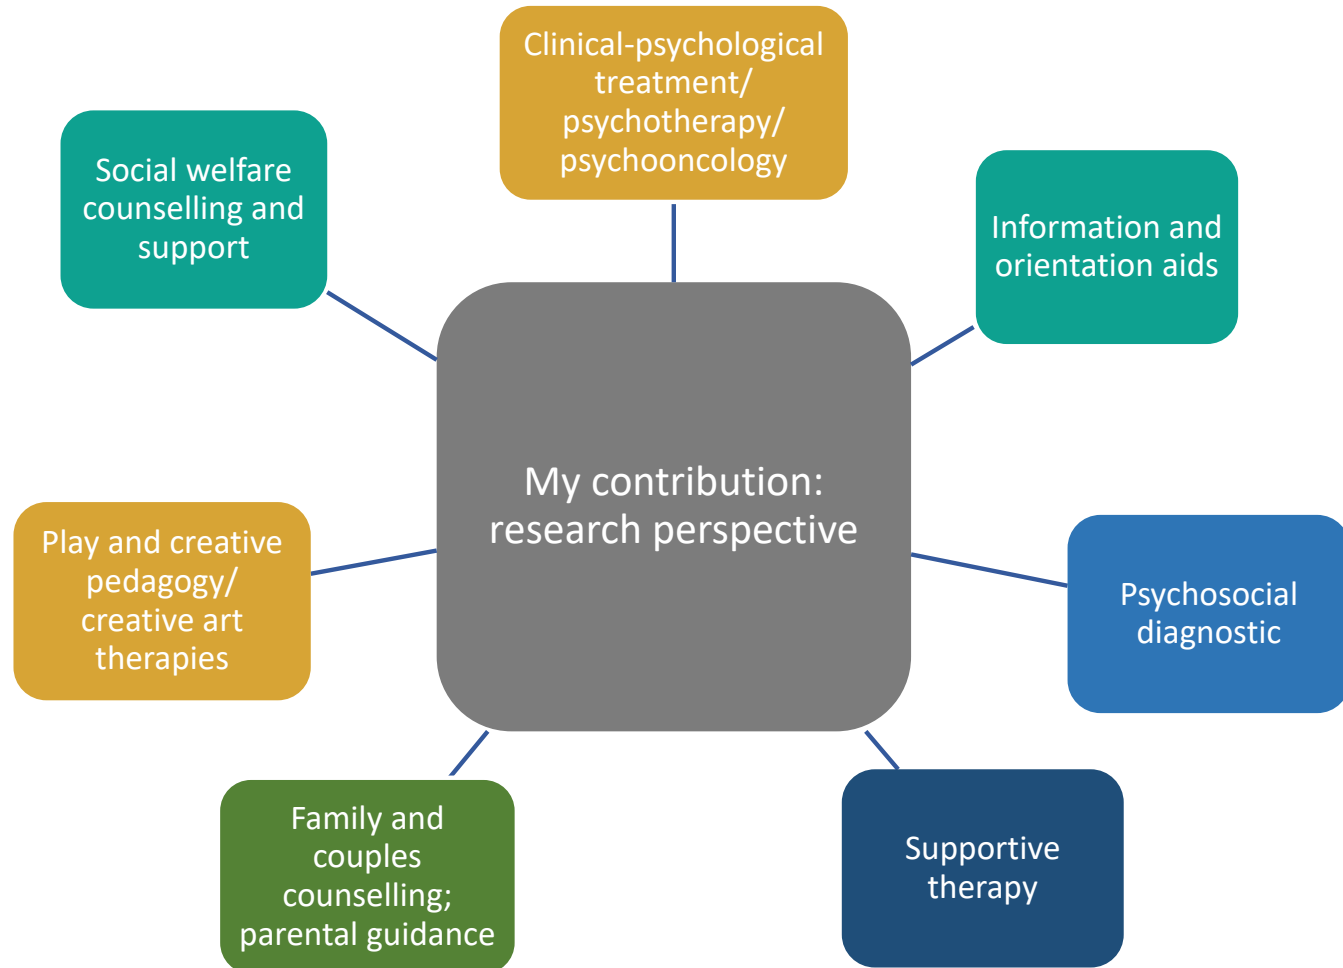 Clinical-psychological
treatment/
psychotherapy/
psychooncology
Social welfare
counselling and
support
Information and
orientation aids
My contribution:
research perspective
Play and creative
pedagogy/
creative art
therapies
Psychosocial
diagnostic
Family and
couples
counselling;
parental guidance
Supportive
therapy